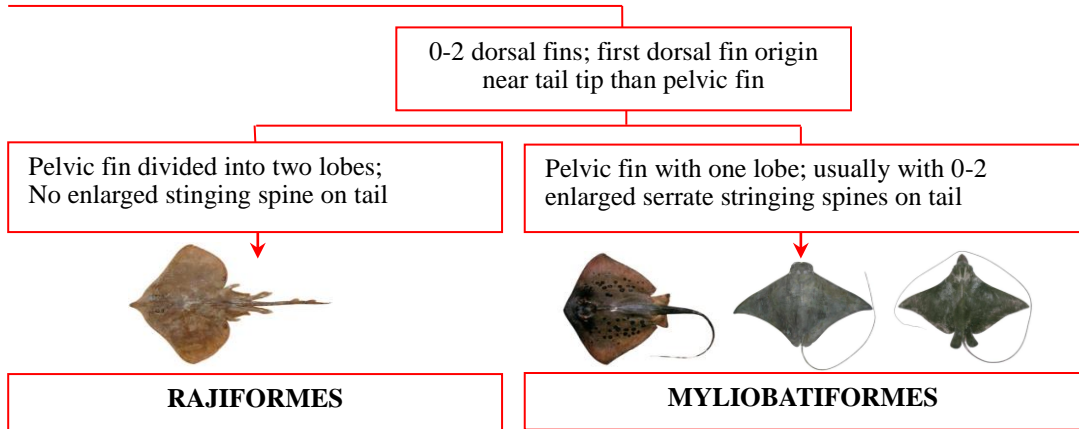 0-2 dorsal fins; first dorsal fin origin
near tail tip than pelvic fin
Pelvic fin divided into two lobes;
No enlarged stinging spine on tail
Pelvic fin with one lobe; usually with 0-2
enlarged serrate stringing spines on tail
RAJIFORMES
MYLIOBATIFORMES